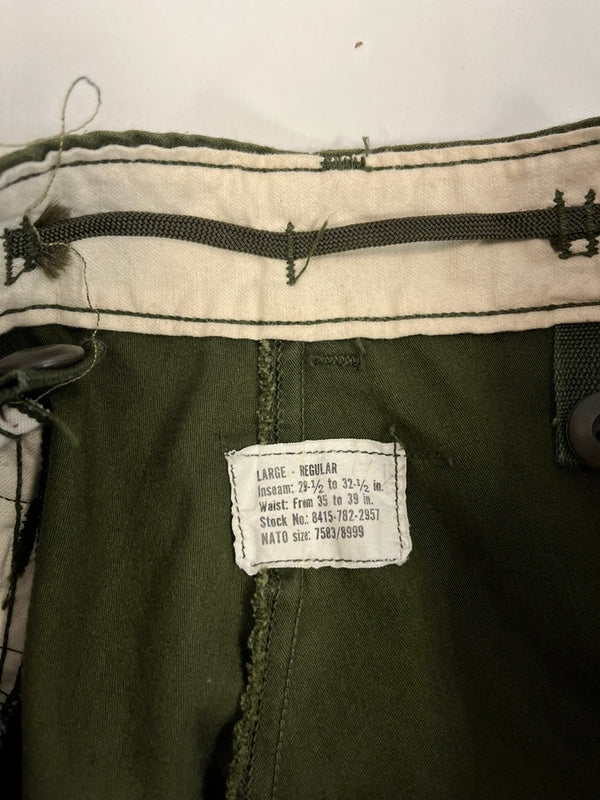 LARGE - REGULAR
Inseam: 29-1/2 to 32-1/2 in.
Waist: From 35 to 39 in.
Stock No.: 8415-782-2957
NATO size: 7583/8999